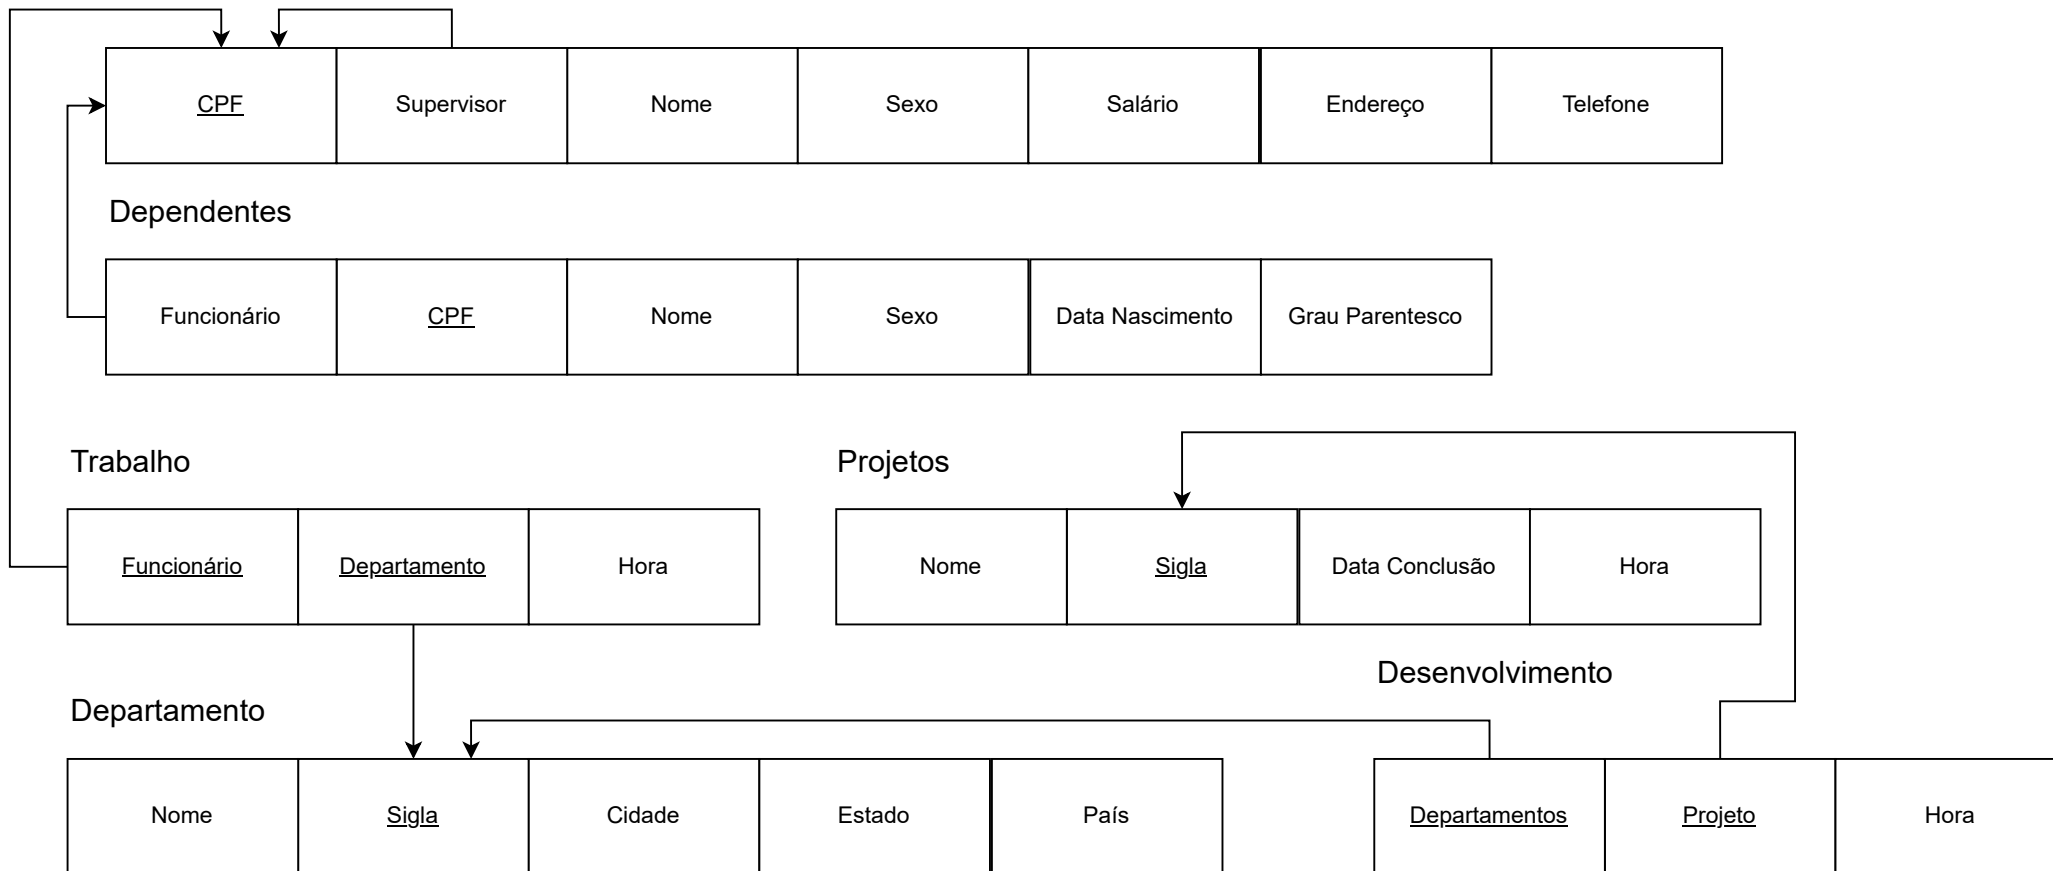 CPF Supervisor Nome Sexo Salário Endereço Telefone
Dependentes
Funcionário CPF Nome Sexo Data Nascimento Grau Parentesco
Trabalho
Projetos
Funcionário Departamento Hora
Nome Sigla Data Conclusão Hora
Desenvolvimento
Departamento
Nome Sigla Cidade Estado País
Departamentos Projeto Hora